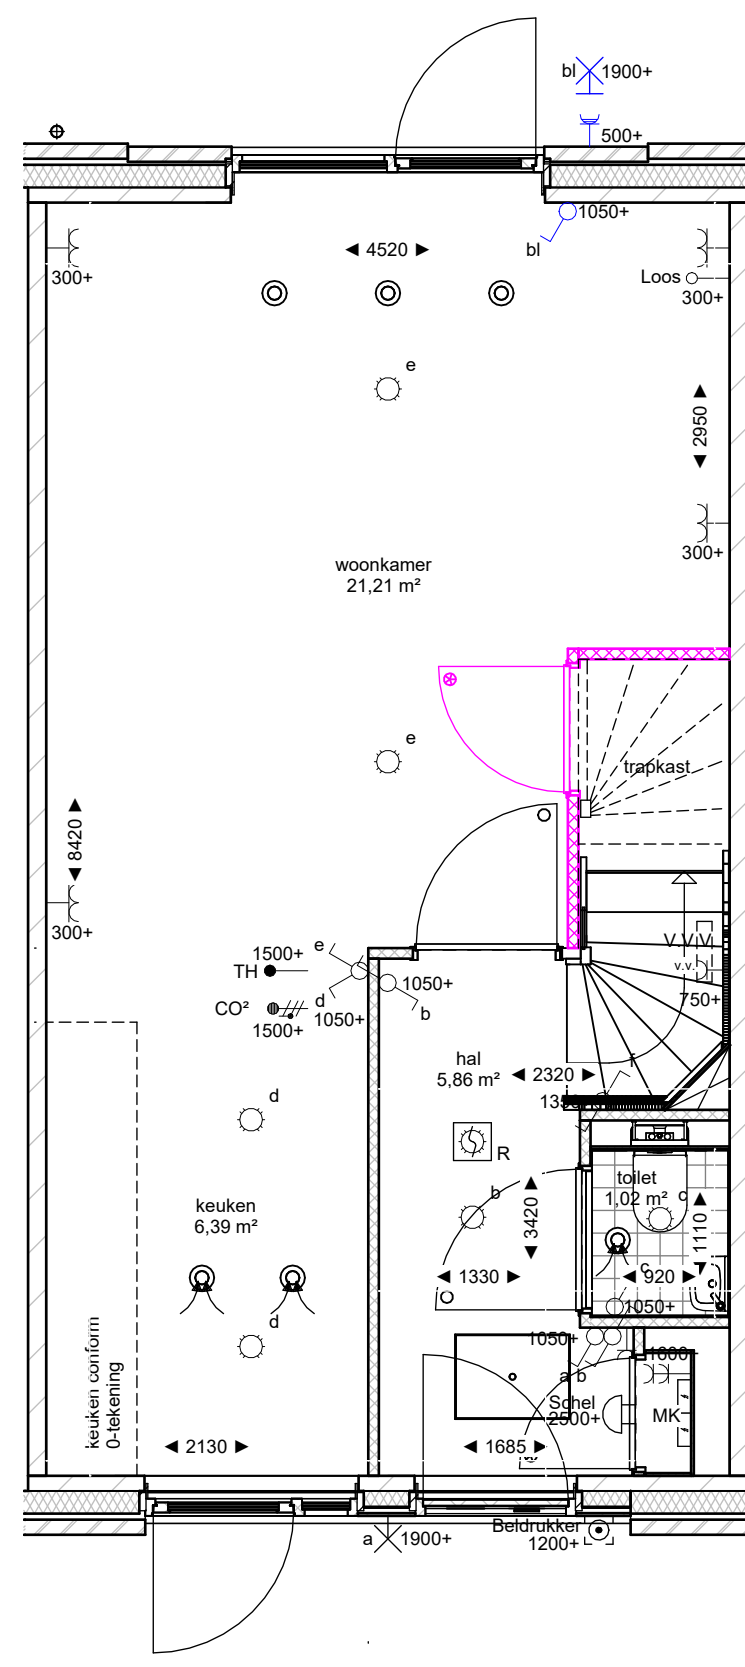 bl
1900+
500+
1050+
bl
4520
300+
Loos
300+
e
2950
300+
woonkamer
21,21 m²
e
trapkast
8420
300+
V.V.V
v.v.
750+
e
1500+
TH
1050+
CO²
d
1500+
1050+
b
hal
5,86 m²
2320
f
d
R
toilet
1,02 m²
c
keuken
6,39 m²
b
3420
1110
1330
c
920
1050+
d
1050+
a b
keuken conform
0-tekening
Schel
2500+
MK
2130
1685
a
1900+
Beldrukker
1200+